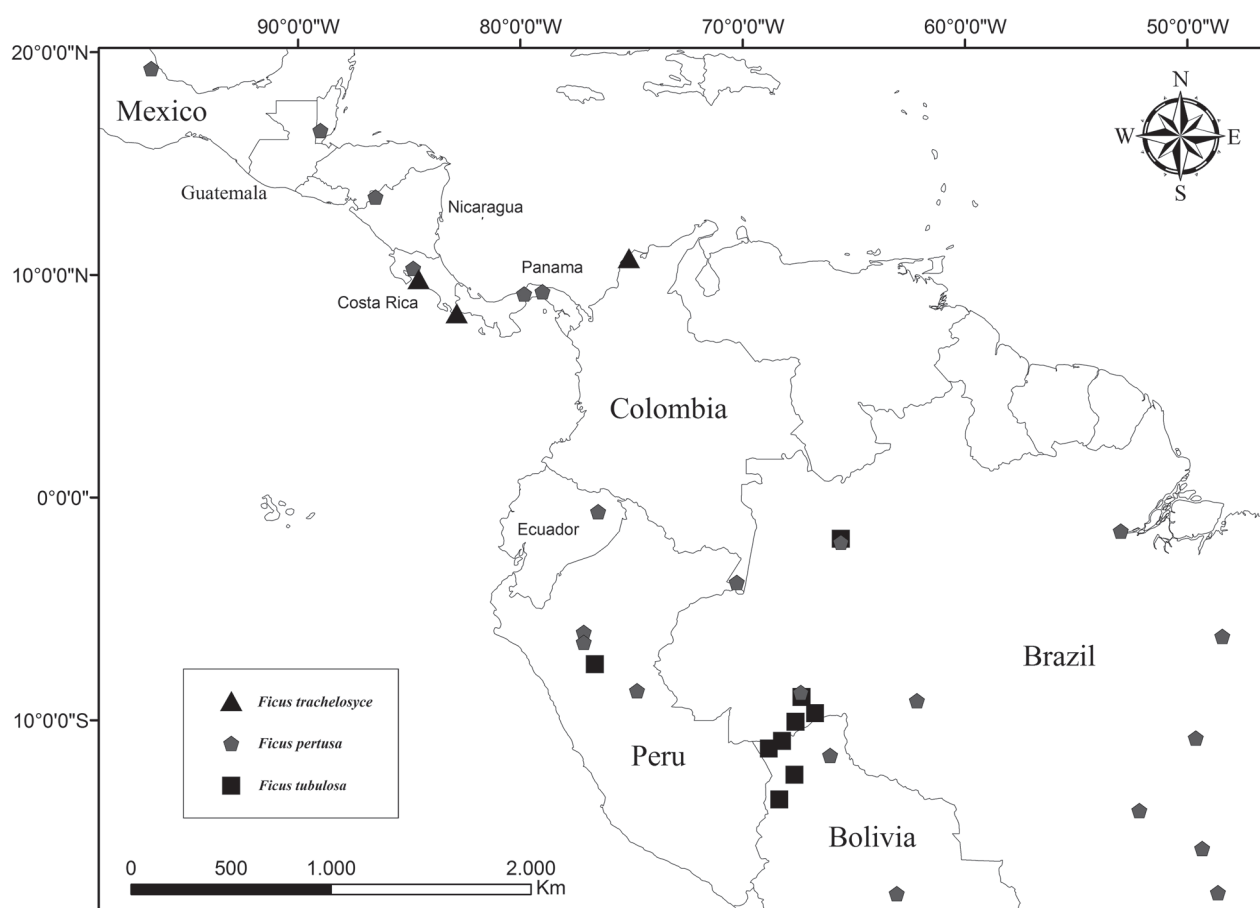 90°0'0"W
80°0'0"W
70°0'0"W
60°0'0"W
50°0'0"W
20°0'0"N
N
W
E
S
Mexico
Guatemala
Nicaragua
10°0'0"N
Panama
Costa Rica
Colombia
0°0'0"
Ecuador
Brazil
Ficus trachelosyce
10°0'0"S
Ficus pertusa
Peru
Ficus tubulosa
Bolivia
0 500 1.000 2.000
Km